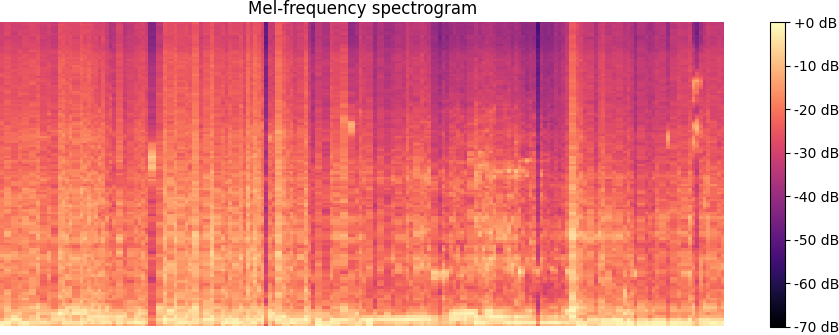 Mel-frequency spectrogram
+0 dB
-10 dB
-20 dB
-30 dB
-40 dB
-50 dB
-60 dB
-70 dB